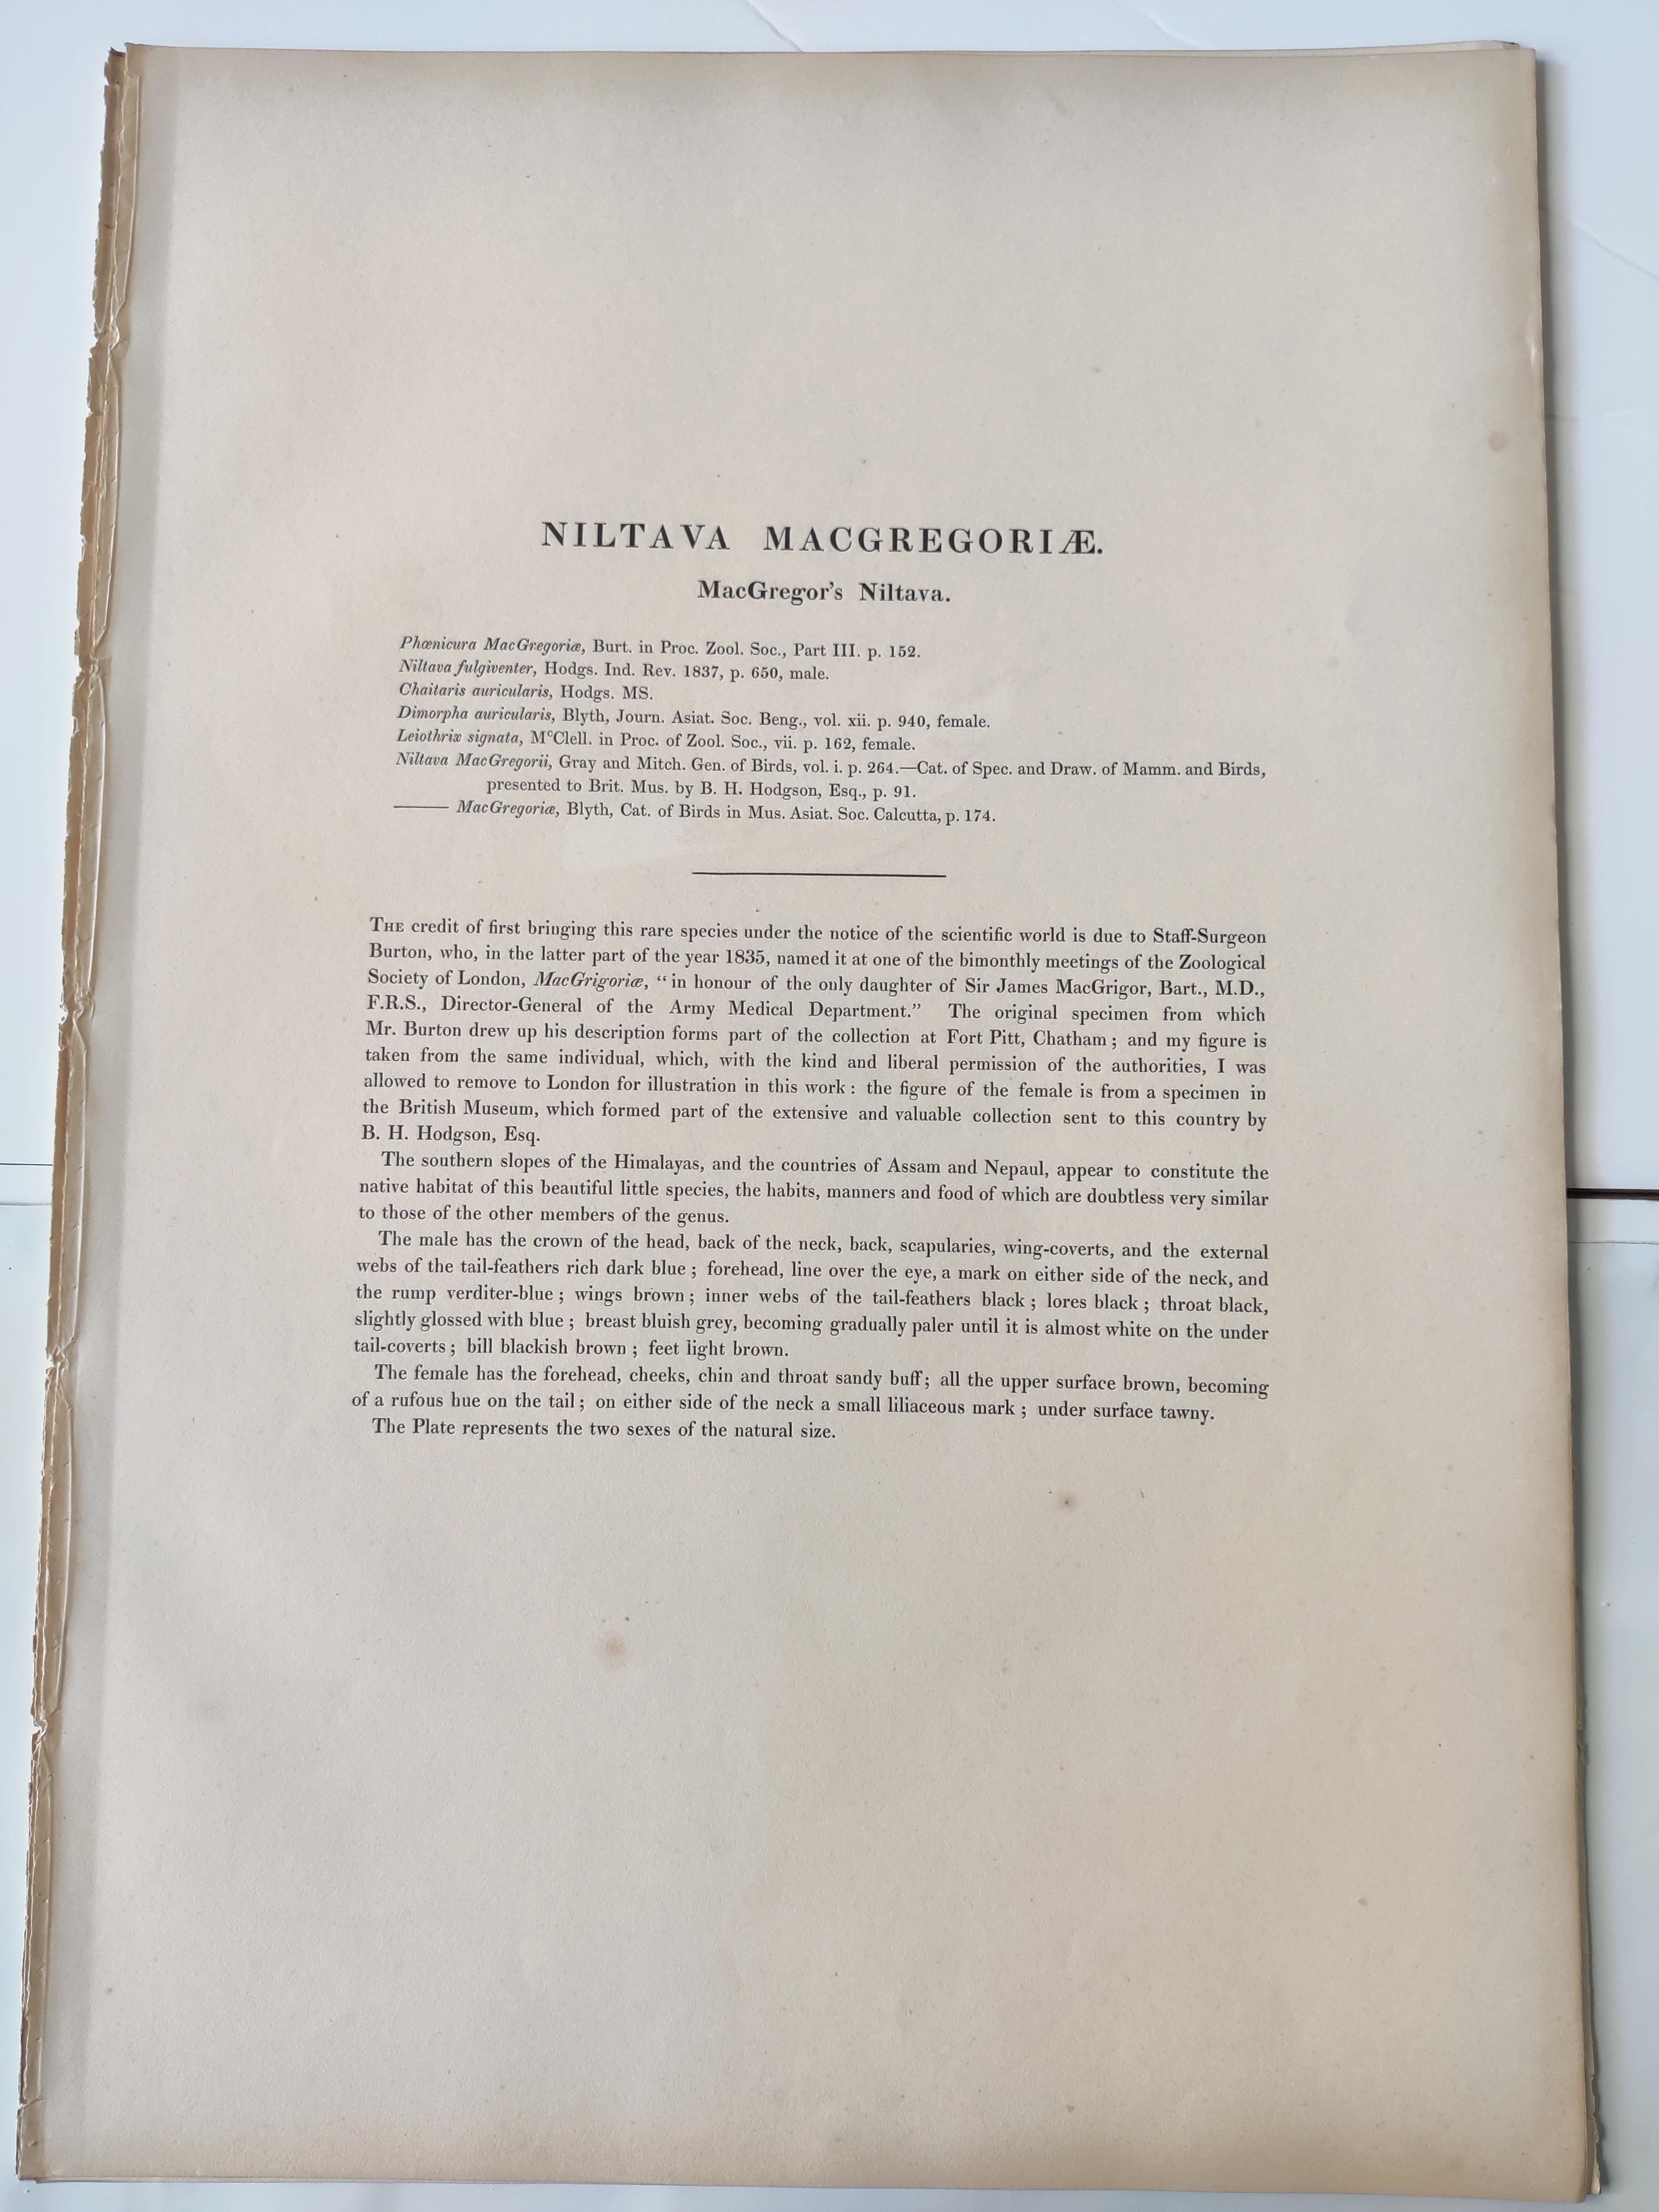 NILTAVA MACGREGORIÆ.
MacGregor's Niltava.
Phœnicura MacGregoriæ, Burt. in Proc. Zool. Soc., Part III. p. 152.
Niltava fulgiventer, Hodgs. Ind. Rev. 1837, p. 650, male.
Chaitaris auricularis, Hodgs. MS.
Dimorpha auricularis, Blyth, Journ. Asiat. Soc. Beng., vol. xii. p. 940, female.
Leiothrix signata, McClell. in Proc. of Zool. Soc., vii. p. 162, female.
Niltava MacGregorii, Gray and Mitch. Gen. of Birds, vol. i. p. 264.—Cat. of Spec. and Draw. of Mamm. and Birds,
presented to Brit. Mus. by B. H. Hodgson, Esq., p. 91.
——— MacGregoriæ, Blyth, Cat. of Birds in Mus. Asiat. Soc. Calcutta, p. 174.
The credit of first bringing this rare species under the notice of the scientific world is due to Staff-Surgeon
Burton, who, in the latter part of the year 1835, named it at one of the bimonthly meetings of the Zoological
Society of London, MacGrigoriæ, “in honour of the only daughter of Sir James MacGrigor, Bart., M.D.,
F.R.S., Director-General of the Army Medical Department.” The original specimen from which
Mr. Burton drew up his description forms part of the collection at Fort Pitt, Chatham; and my figure is
taken from the same individual, which, with the kind and liberal permission of the authorities, I was
allowed to remove to London for illustration in this work: the figure of the female is from a specimen in
the British Museum, which formed part of the extensive and valuable collection sent to this country by
B. H. Hodgson, Esq.
The southern slopes of the Himalayas, and the countries of Assam and Nepaul, appear to constitute the
native habitat of this beautiful little species, the habits, manners and food of which are doubtless very similar
to those of the other members of the genus.
The male has the crown of the head, back of the neck, back, scapularies, wing-coverts, and the external
webs of the tail-feathers rich dark blue; forehead, line over the eye, a mark on either side of the neck, and
the rump verditer-blue; wings brown; inner webs of the tail-feathers black; lores black; throat black,
slightly glossed with blue; breast bluish grey, becoming gradually paler until it is almost white on the under
tail-coverts; bill blackish brown; feet light brown.
The female has the forehead, cheeks, chin and throat sandy buff; all the upper surface brown, becoming
of a rufous hue on the tail; on either side of the neck a small liliaceous mark; under surface tawny.
The Plate represents the two sexes of the natural size.